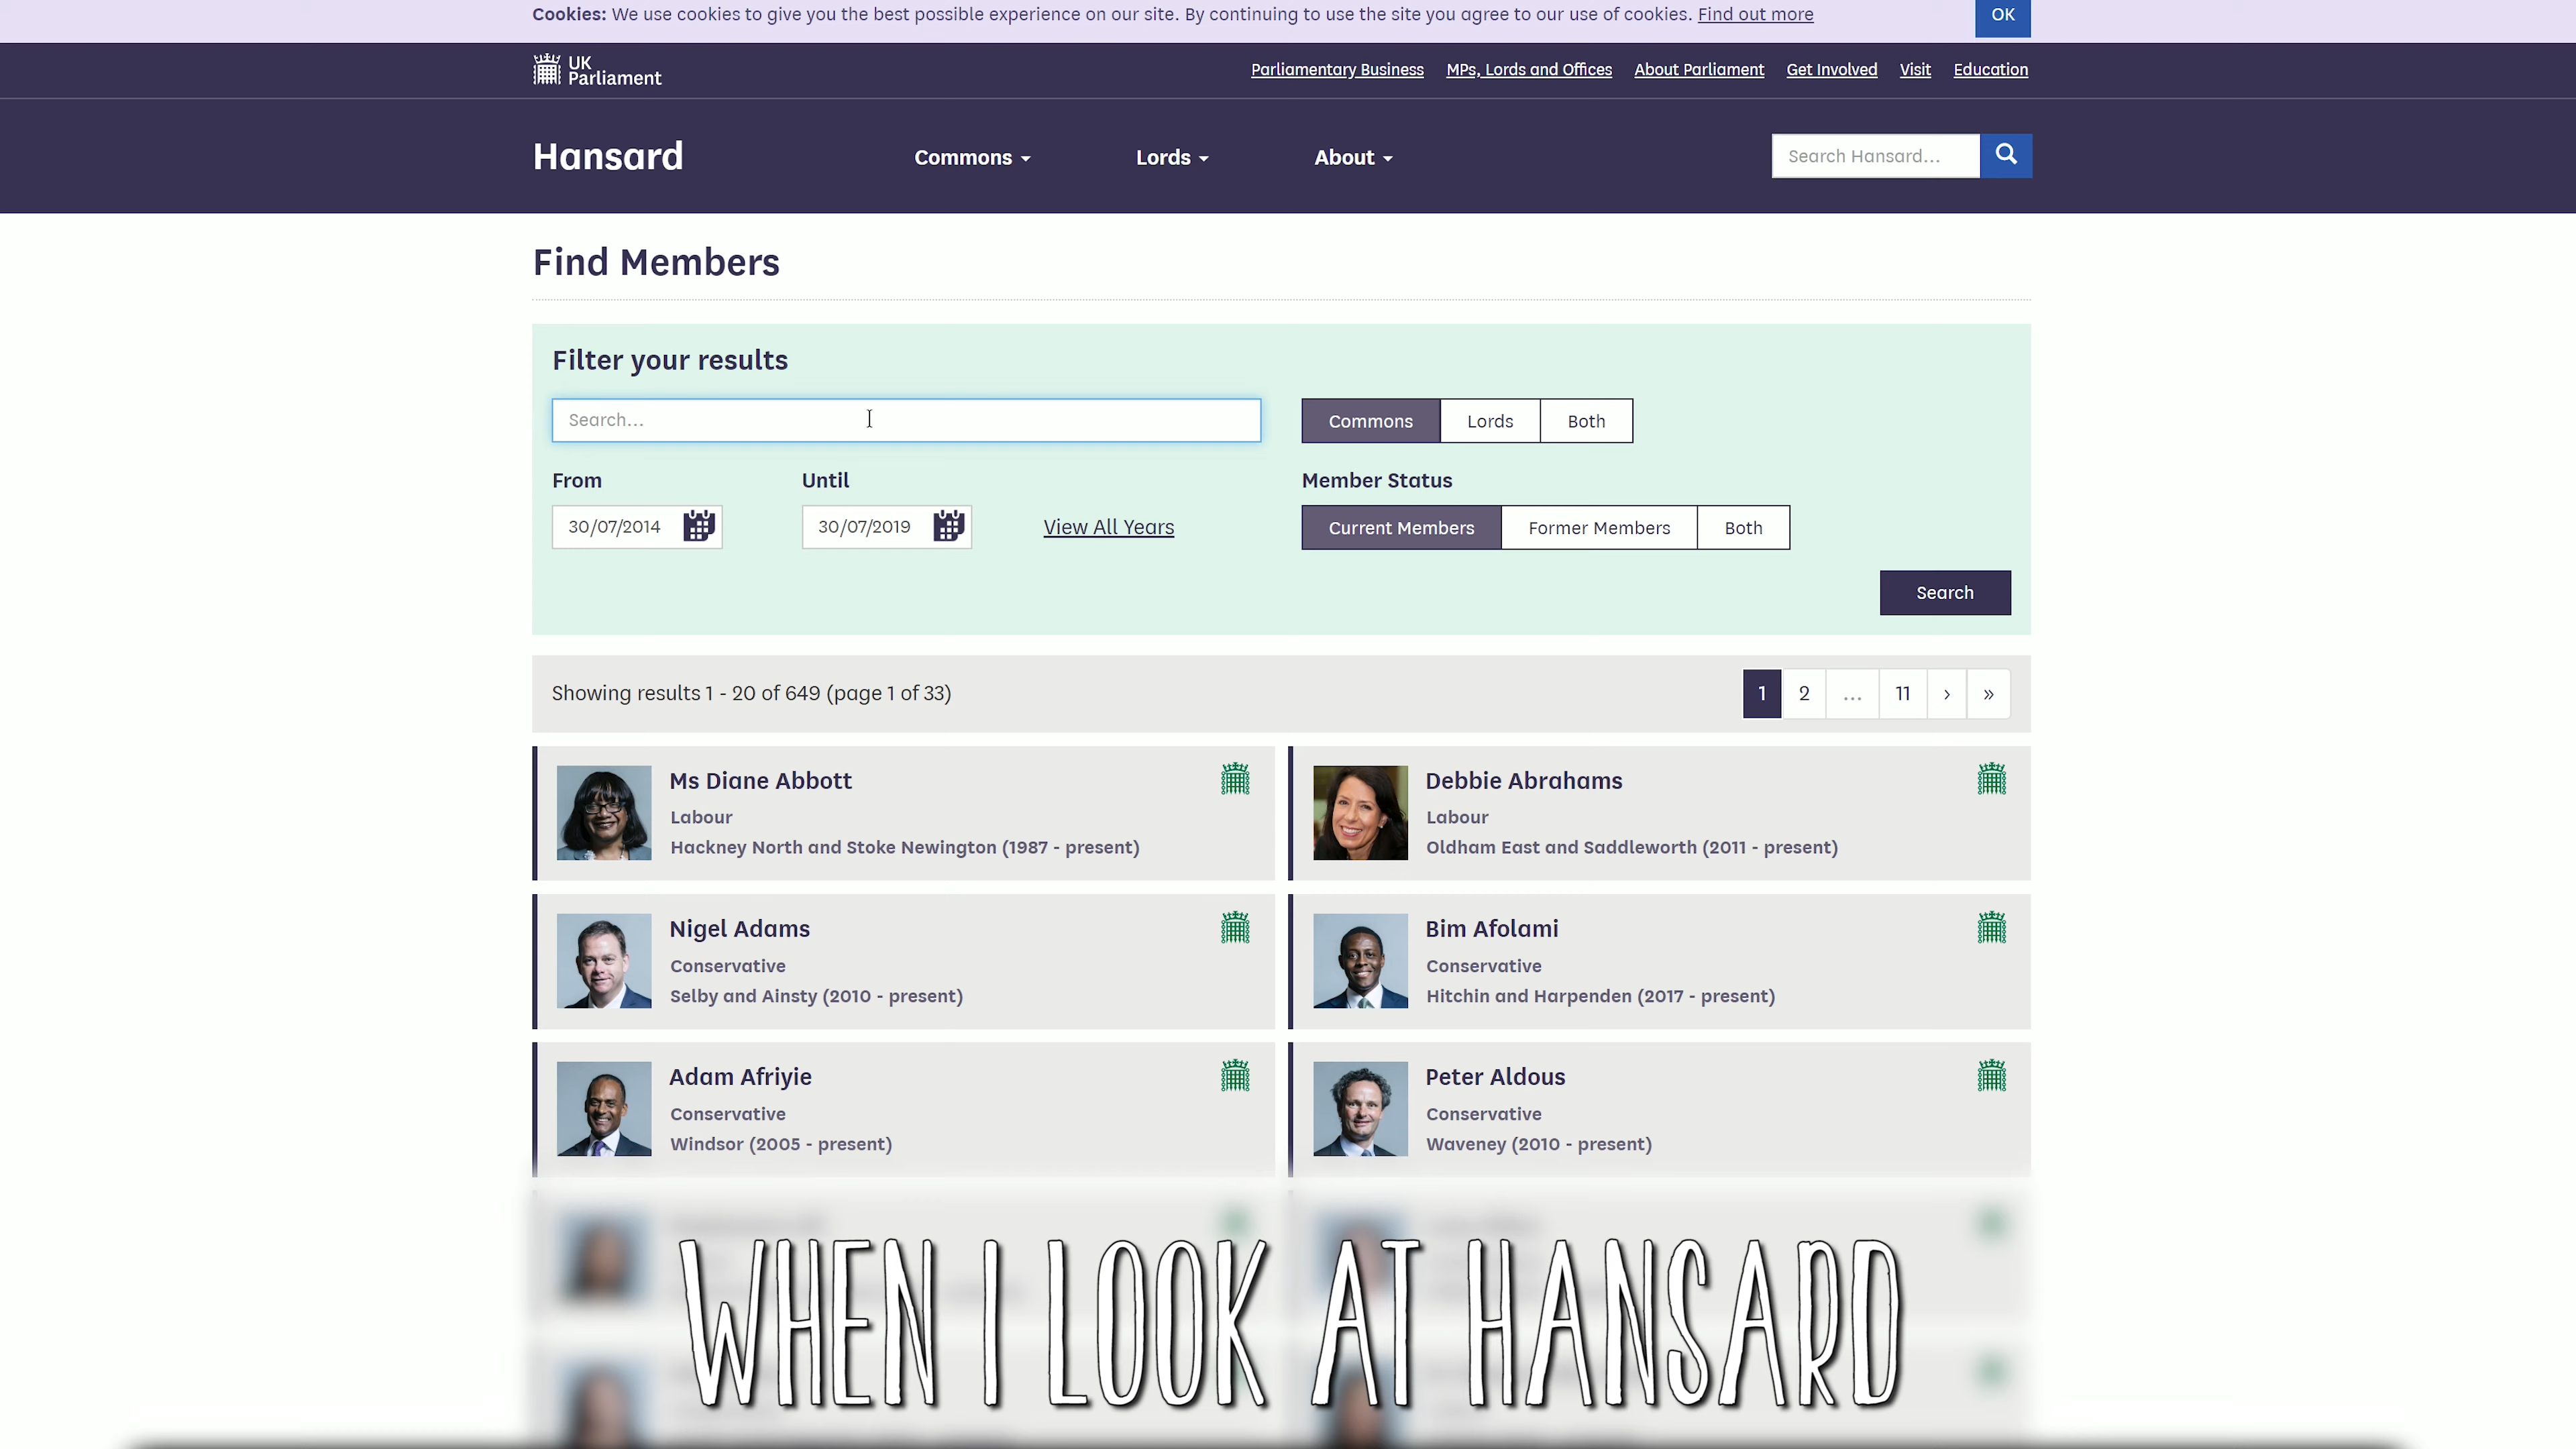 Cookies: We use cookies to give you the best possible experience on our site. By continuing to use the site you agree to our use of cookies. Find out more
OK
UK
Parliament
Parliamentary Business MPs, Lords and Offices About Parliament Get Involved Visit Education
Hansard
Commons Lords About
Search Hansard...
Find Members
Filter your results
Search...
Commons Lords Both
From Until
Member Status
30/07/2014 30/07/2019 View All Years
Current Members Former Members Both
Search
Showing results 1 - 20 of 649 (page 1 of 33)
1 2 ... 11 › »
Ms Diane Abbott
Labour
Hackney North and Stoke Newington (1987 - present)
Debbie Abrahams
Labour
Oldham East and Saddleworth (2011 - present)
Nigel Adams
Conservative
Selby and Ainsty (2010 - present)
Bim Afolami
Conservative
Hitchin and Harpenden (2017 - present)
Adam Afriyie
Conservative
Windsor (2005 - present)
Peter Aldous
Conservative
Waveney (2010 - present)
WHEN I LOOK AT HANSARD